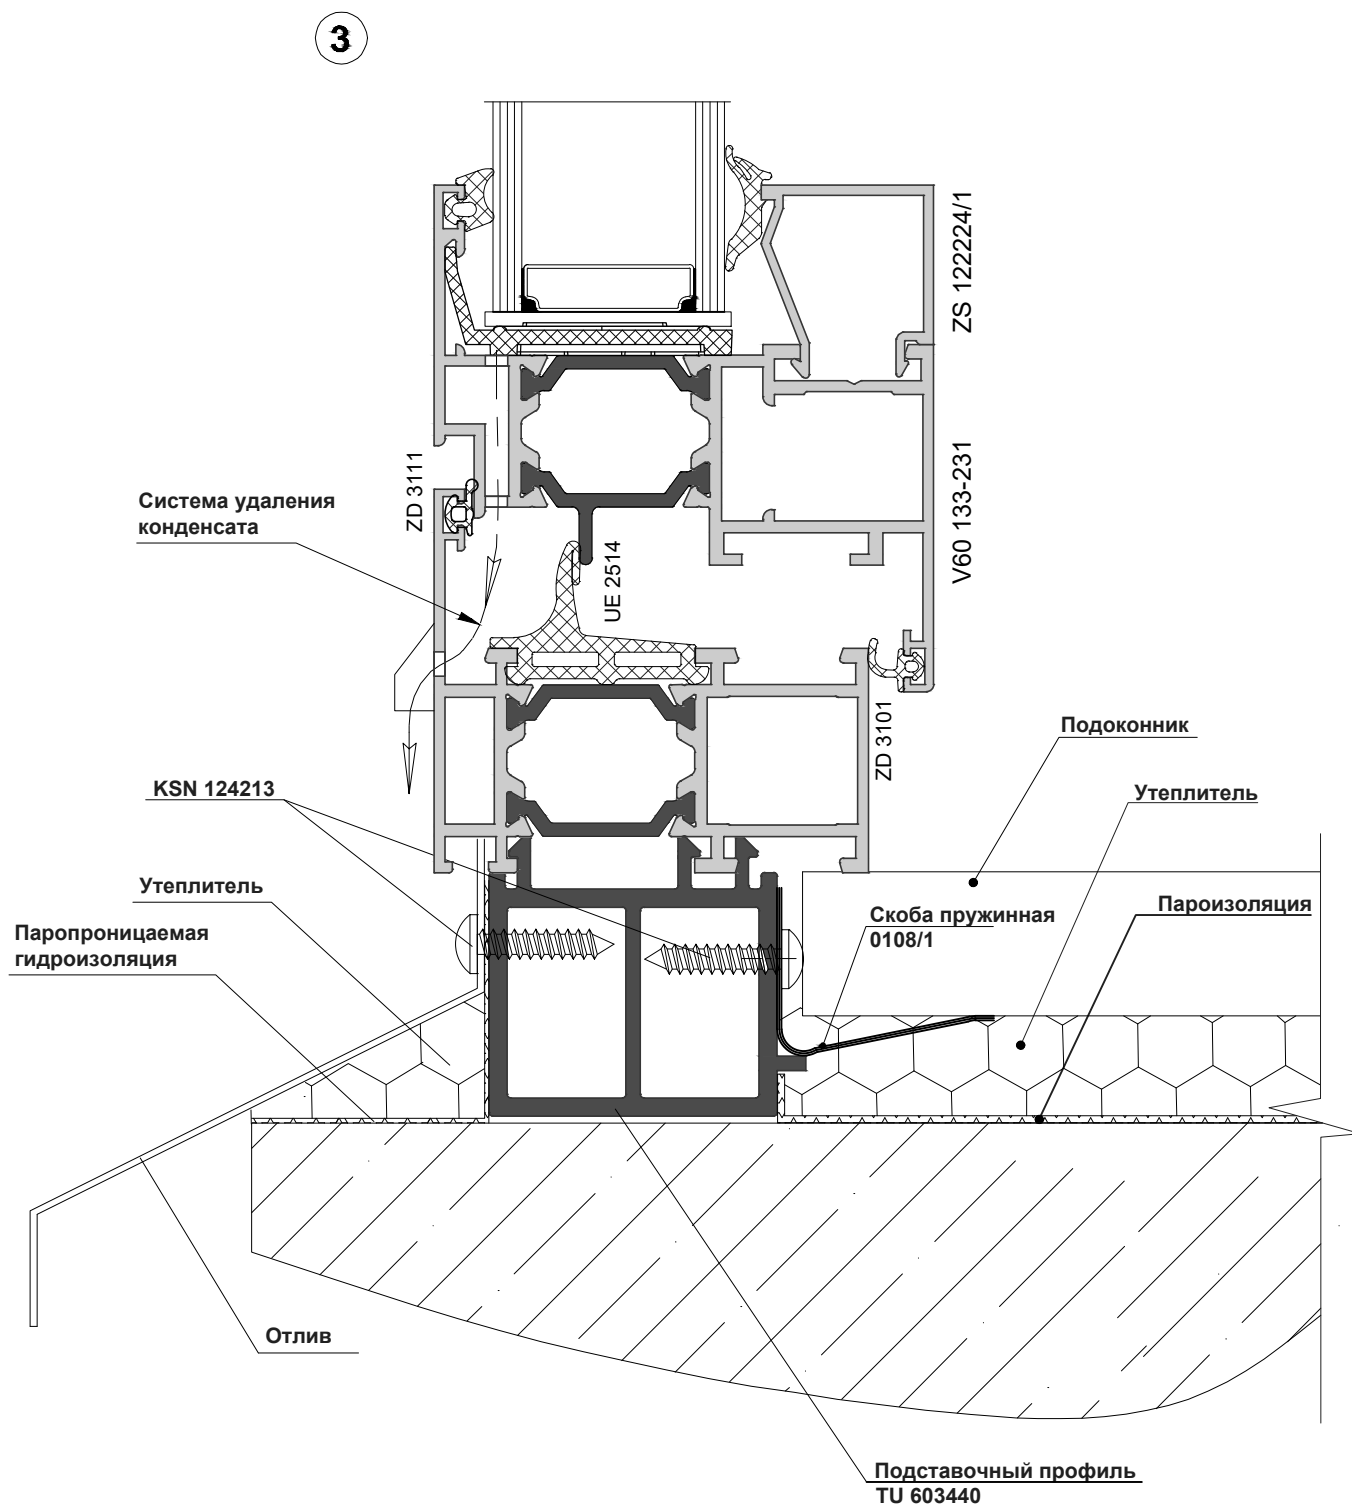 3
ZS 122224/1
V60 133-231
ZD 3111
Система удаления
конденсата
UE 2514
ZD 3101
Подоконник
KSN 124213
Утеплитель
Утеплитель
Скоба пружинная
0108/1
Пароизоляция
Паропроницаемая
гидроизоляция
Отлив
Подставочный профиль
TU 603440